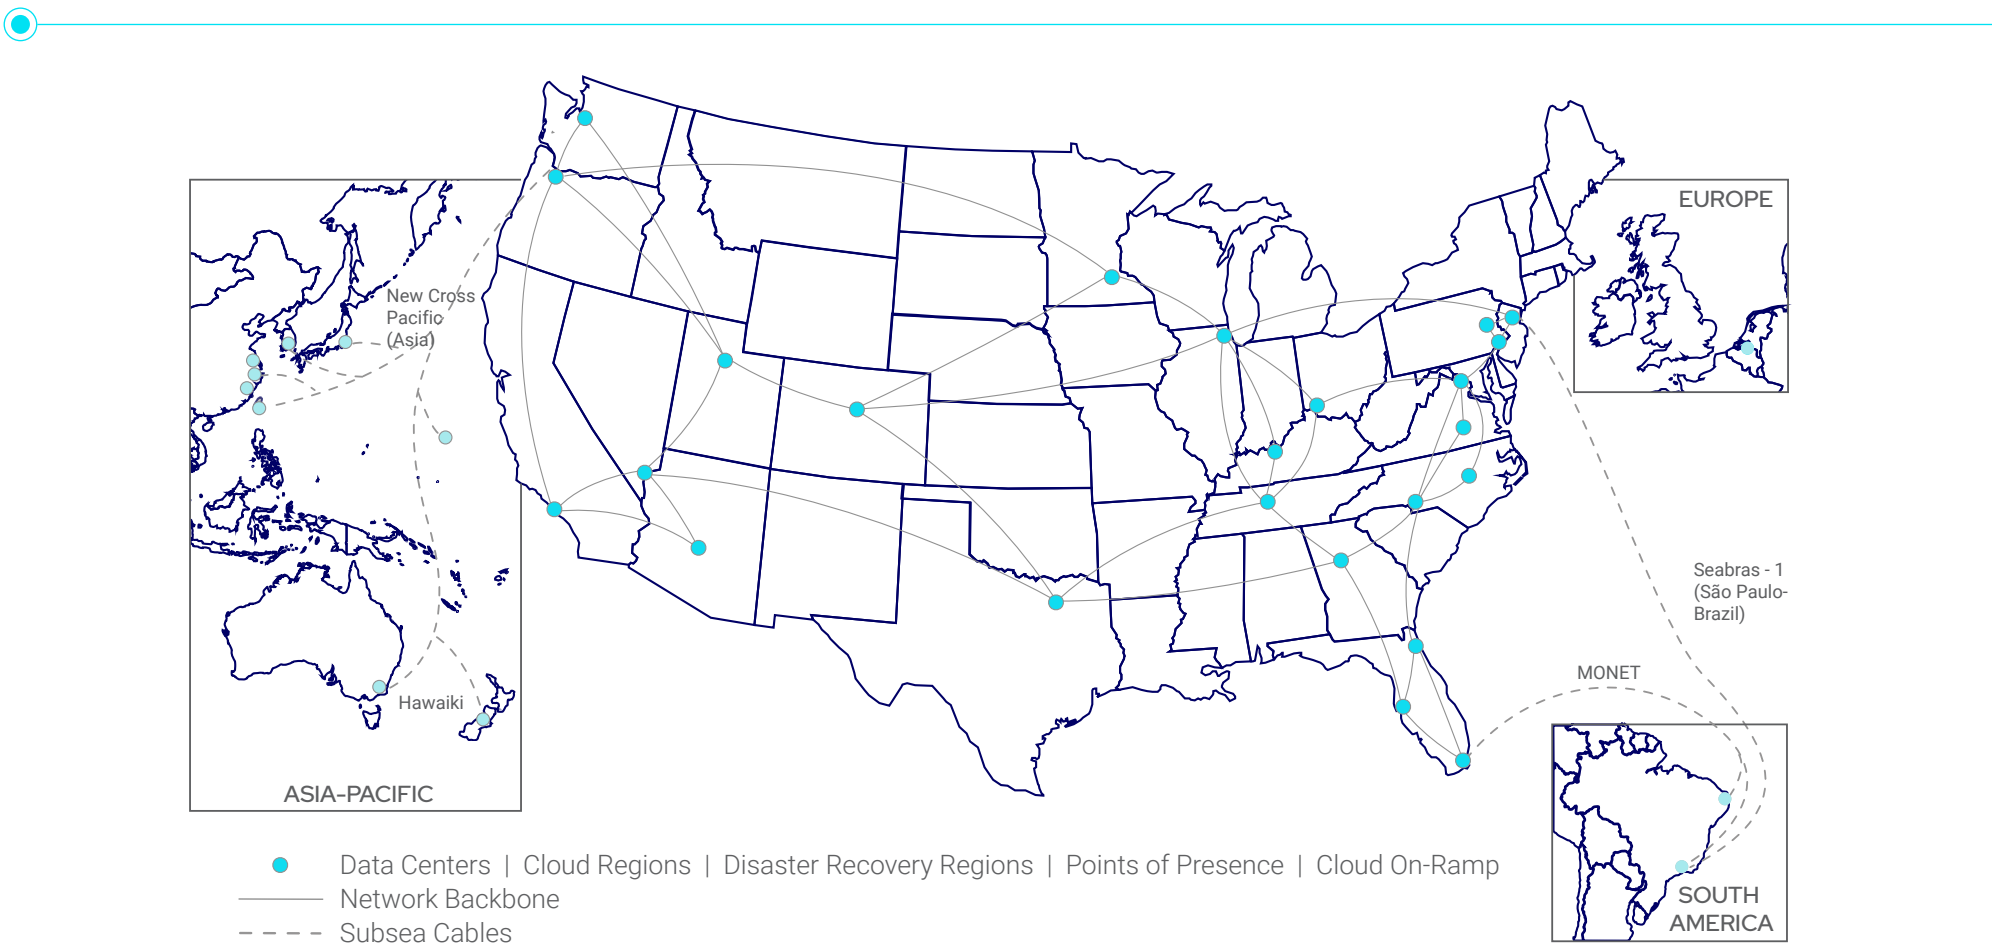 EUROPE
New Cross
Pacific
(Asia)
Seabras - 1
(São Paulo-
Brazil)
MONET
Hawaiki
ASIA-PACIFIC
SOUTH
AMERICA
Data Centers | Cloud Regions | Disaster Recovery Regions | Points of Presence | Cloud On-Ramp
Network Backbone
Subsea Cables